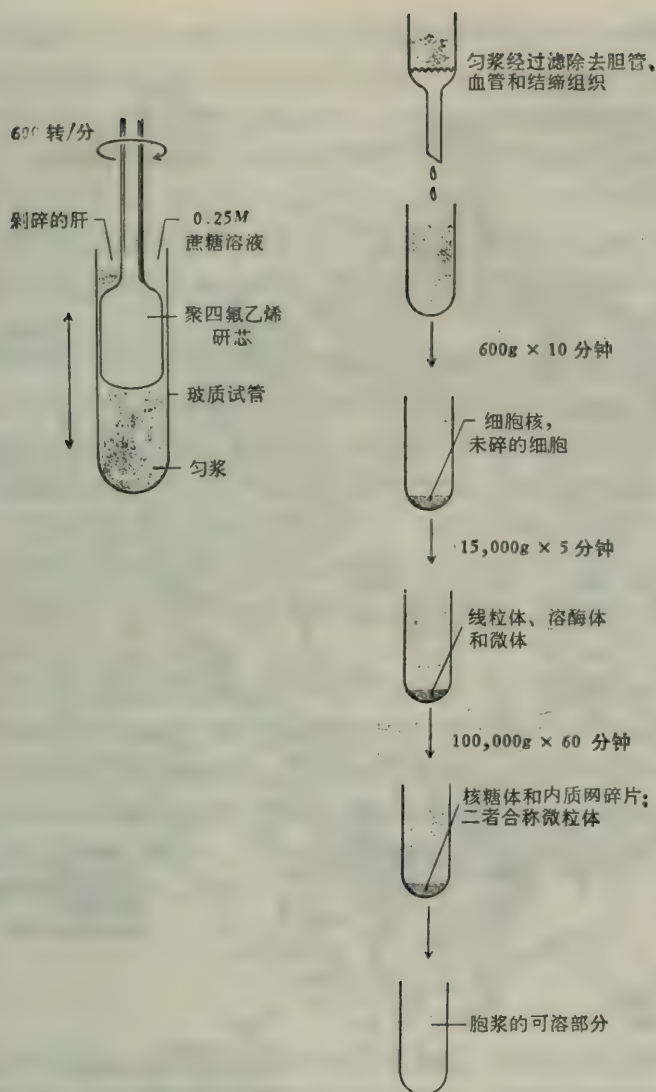 600 转/分
剁碎的肝
0.25M
蔗糖溶液
聚四氟乙烯
研芯
玻质试管
匀浆
匀浆经过滤除去胆管、
血管和结缔组织
600g × 10 分钟
细胞核，
未碎的细胞
15,000g × 5 分钟
线粒体、溶酶体
和微体
100,000g × 60 分钟
核糖体和内质网碎片；
二者合称微粒体
胞浆的可溶部分